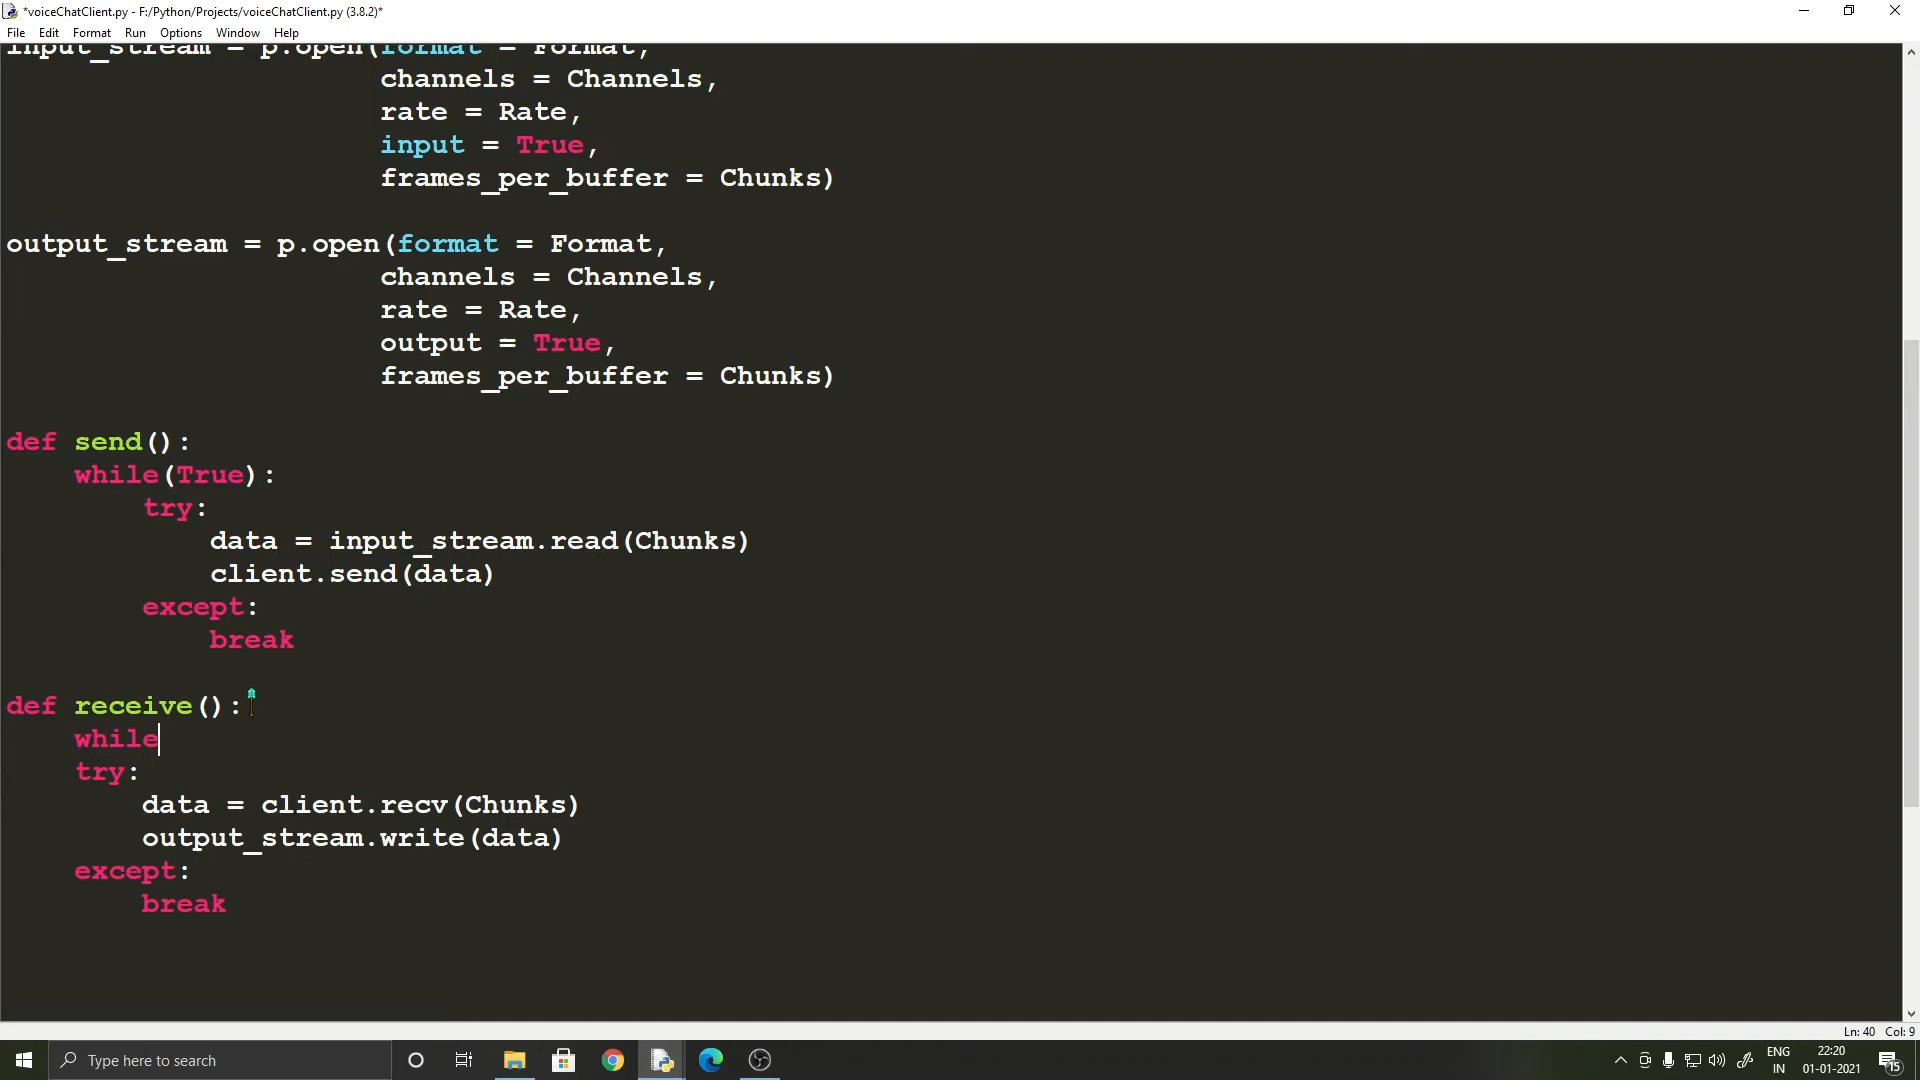 *voiceChatClient.py - F:/Python/Projects/voiceChatClient.py (3.8.2)*
File Edit Format Run Options Window Help
input_stream = p.open(format = Format,
channels = Channels,
rate = Rate,
input = True,
frames_per_buffer = Chunks)
output_stream = p.open(format = Format,
channels = Channels,
rate = Rate,
output = True,
frames_per_buffer = Chunks)
def send():
while(True):
try:
data = input_stream.read(Chunks)
client.send(data)
except:
break
def receive():
while
try:
data = client.recv(Chunks)
output_stream.write(data)
except:
break
Ln: 40 Col: 9
Type here to search
ENG
IN
22:20
01-01-2021
15